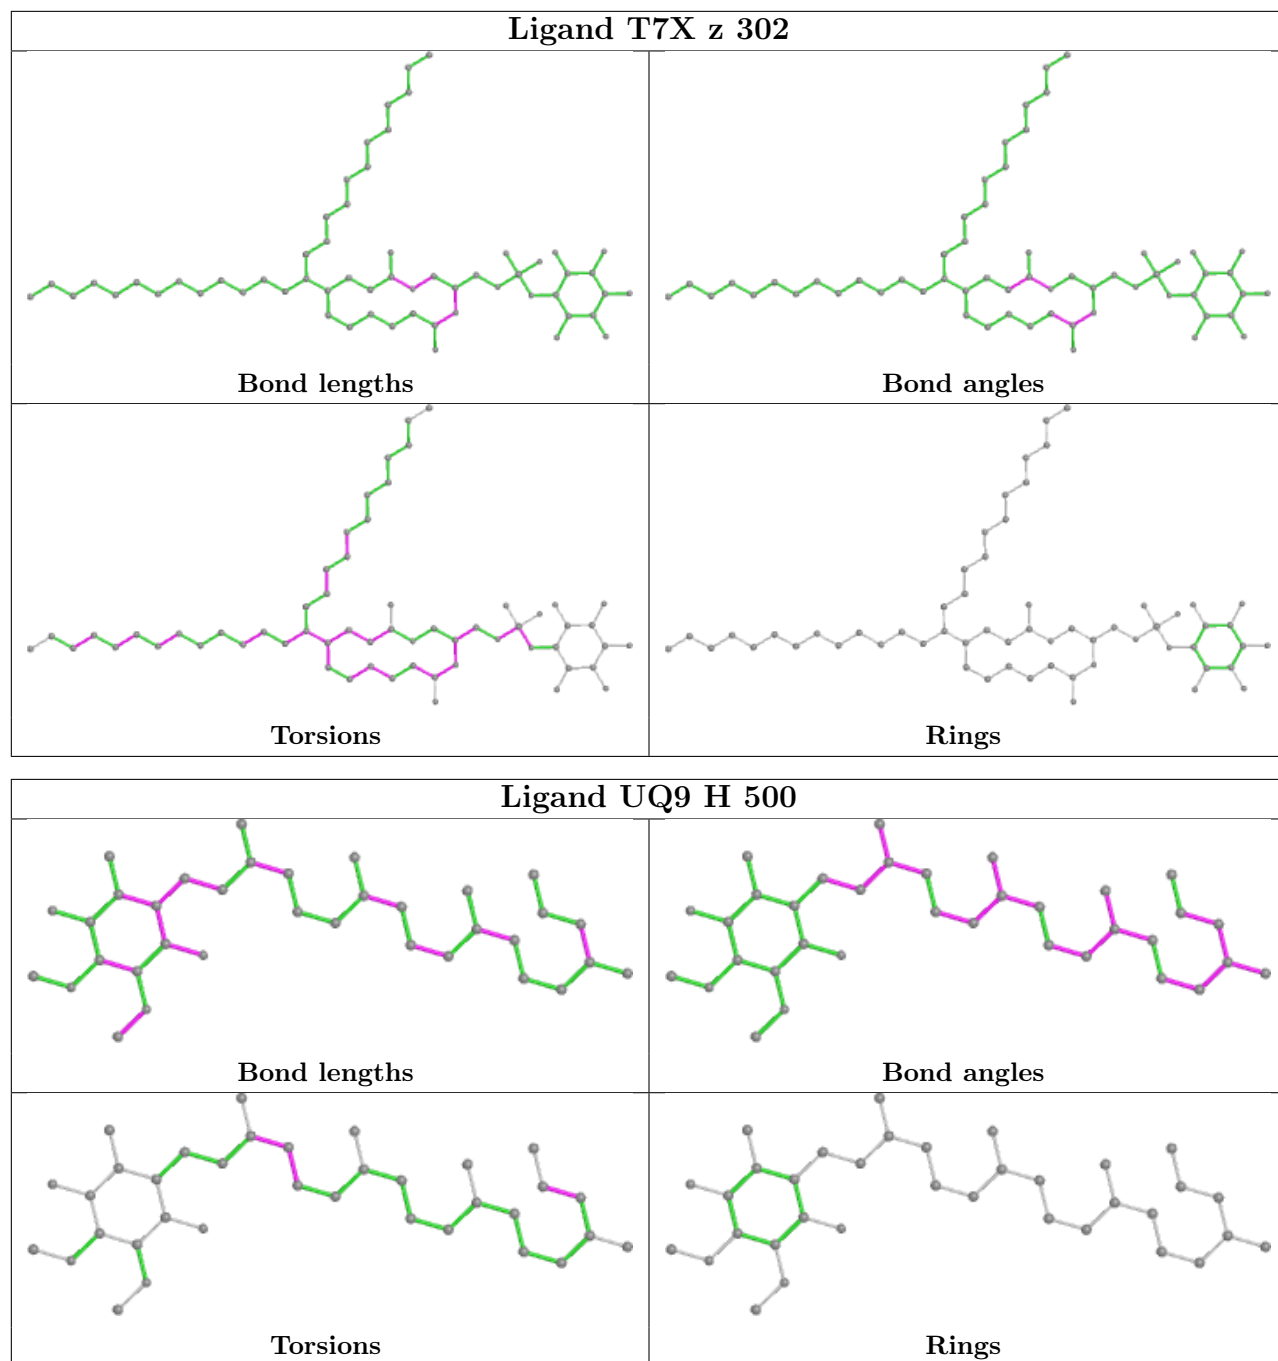 Ligand T7X z 302
Bond lengths
Bond angles
Torsions
Rings
Ligand UQ9 H 500
Bond lengths
Bond angles
Torsions
Rings